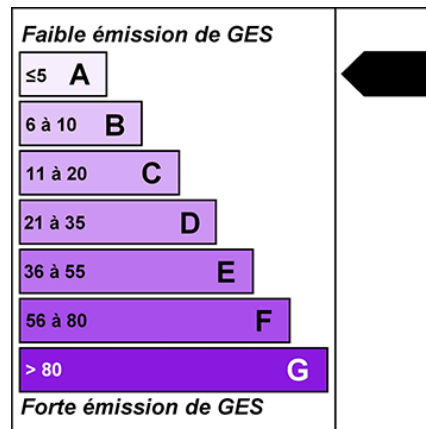 Faible émission de GES
≤5 A
6 à 10 B
11 à 20 C
21 à 35 D
36 à 55 E
56 à 80 F
> 80 G
Forte émission de GES